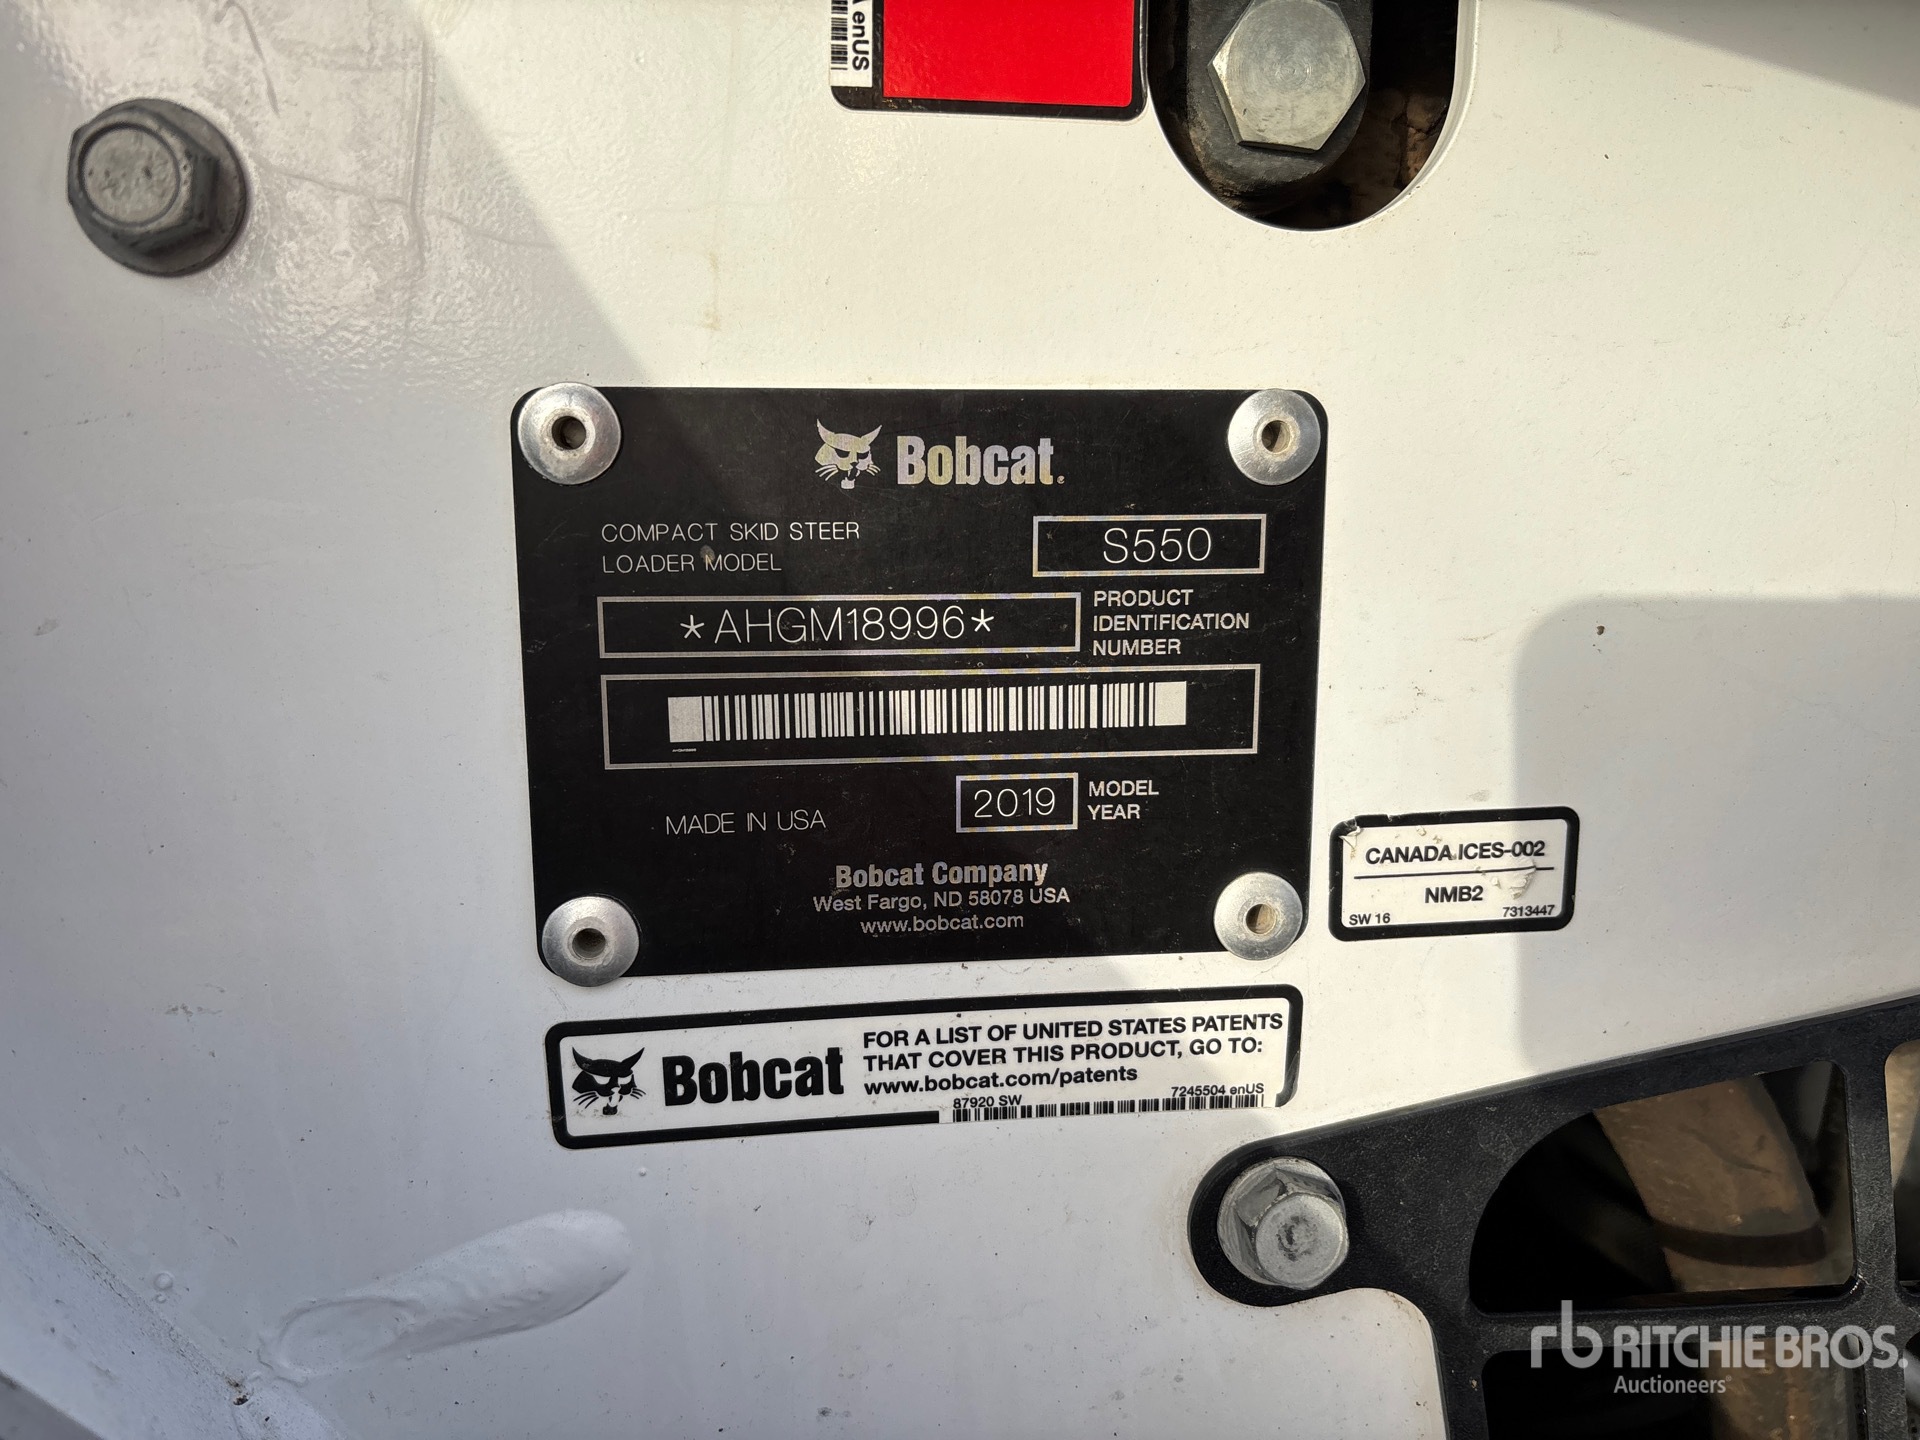 A enUS
Bobcat.
COMPACT SKID STEER
LOADER MODEL
S550
*AHGM18996*
PRODUCT
IDENTIFICATION
NUMBER
MADE IN USA
2019
MODEL
YEAR
Bobcat Company
West Fargo, ND 58078 USA
www.bobcat.com
CANADA ICES-002
NMB2
SW 16
7313447
Bobcat
FOR A LIST OF UNITED STATES PATENTS
THAT COVER THIS PRODUCT, GO TO:
www.bobcat.com/patents
87920 SW
7245504 enUS
rb RITCHIE BROS.
Auctioneers